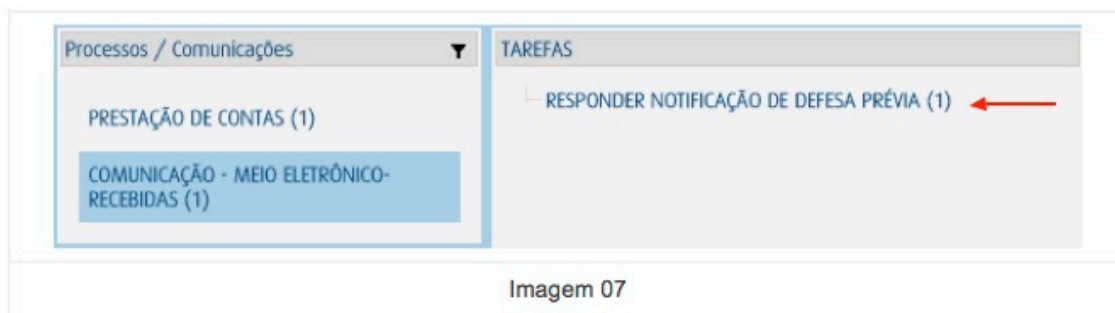 Processos / Comunicações
TAREFAS
PRESTAÇÃO DE CONTAS (1)
RESPONDER NOTIFICAÇÃO DE DEFESA PRÉVIA (1)
COMUNICAÇÃO - MEIO ELETRÔNICO-
RECEBIDAS (1)
Imagem 07